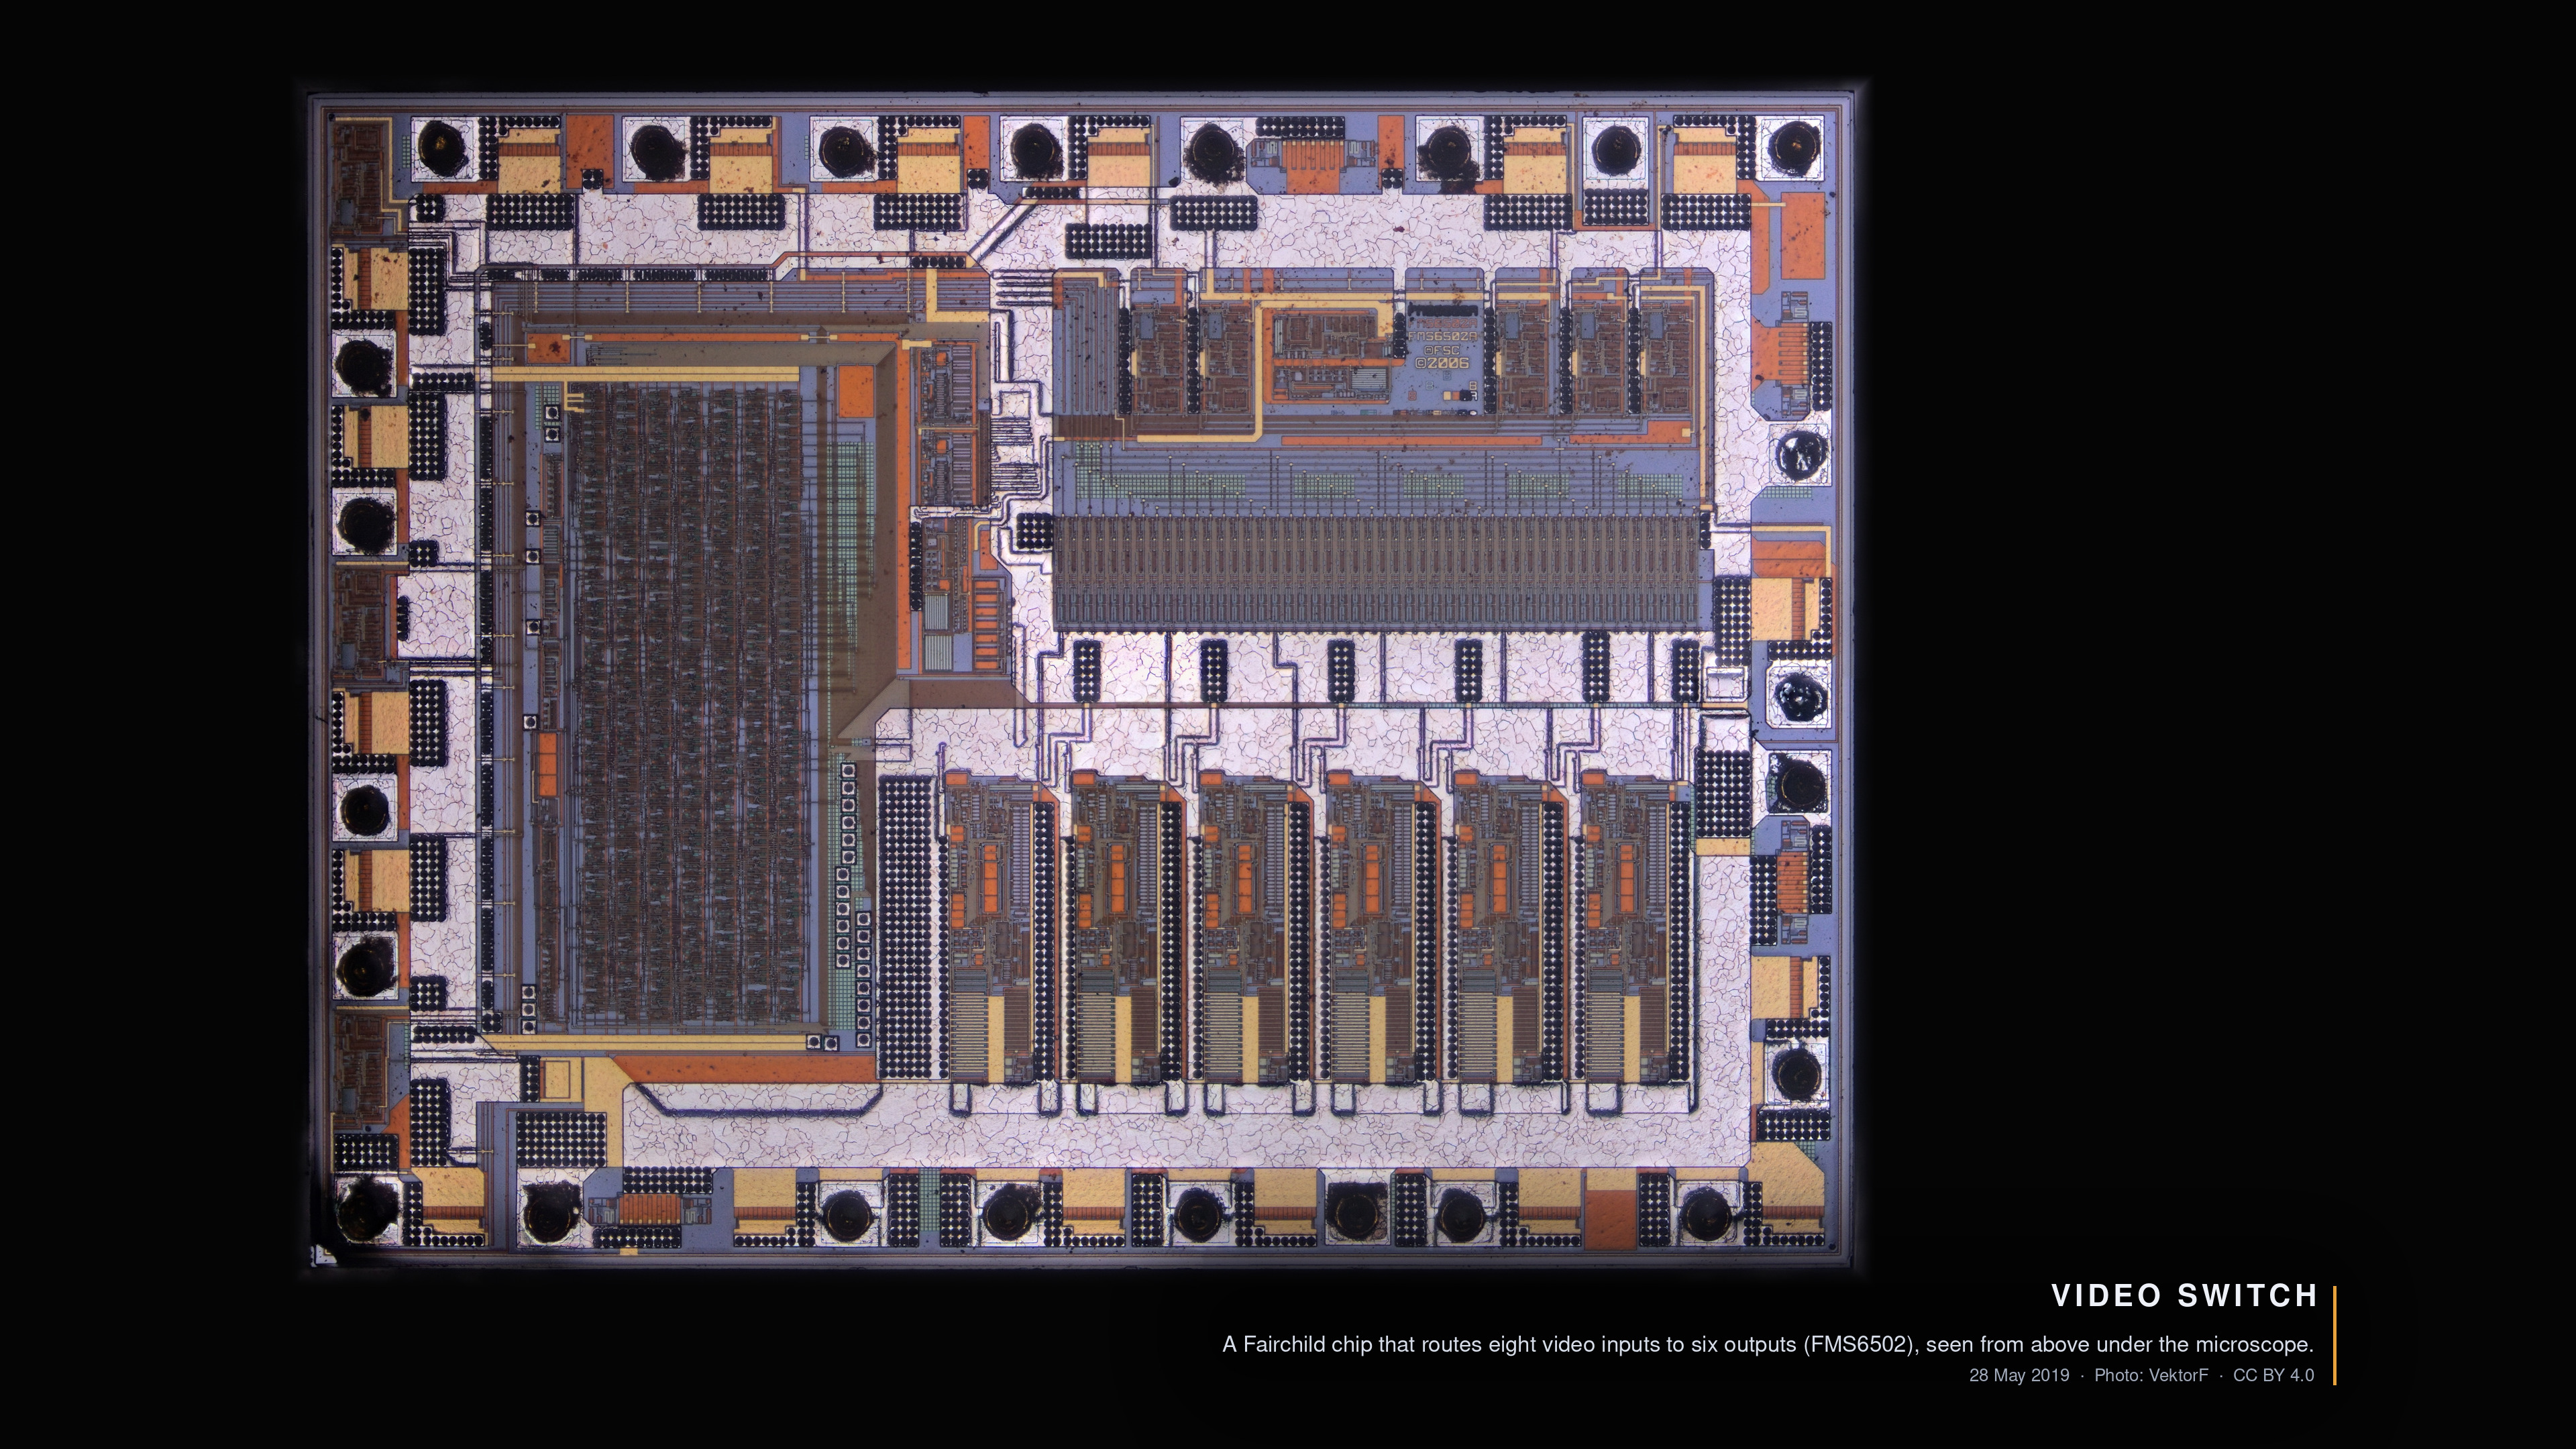 FMS6502A
@FSC
©2006
VIDEO SWITCH
A Fairchild chip that routes eight video inputs to six outputs (FMS6502), seen from above under the microscope.
28 May 2019 · Photo: VektorF · CC BY 4.0